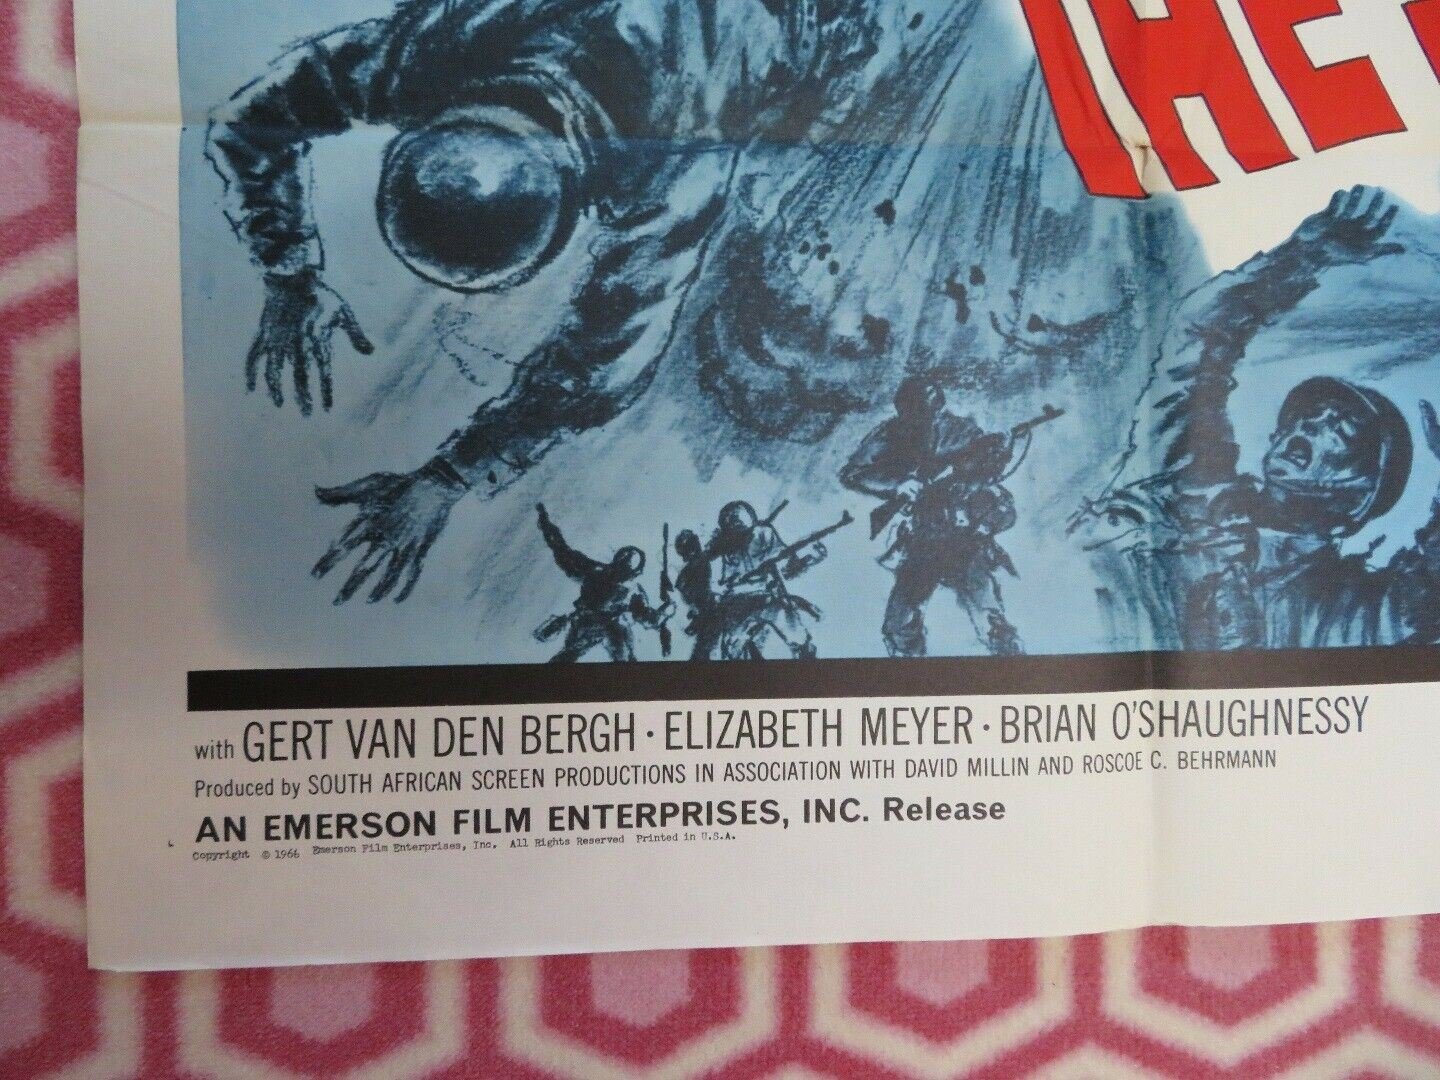 THE
with GERT VAN DEN BERGH · ELIZABETH MEYER · BRIAN O'SHAUGHNESSY
Produced by SOUTH AFRICAN SCREEN PRODUCTIONS IN ASSOCIATION WITH DAVID MILLIN AND ROSCOE C. BEHRMANN
AN EMERSON FILM ENTERPRISES, INC. Release
Copyright © 1966 Emerson Film Enterprises, Inc. All Rights Reserved Printed in U.S.A.